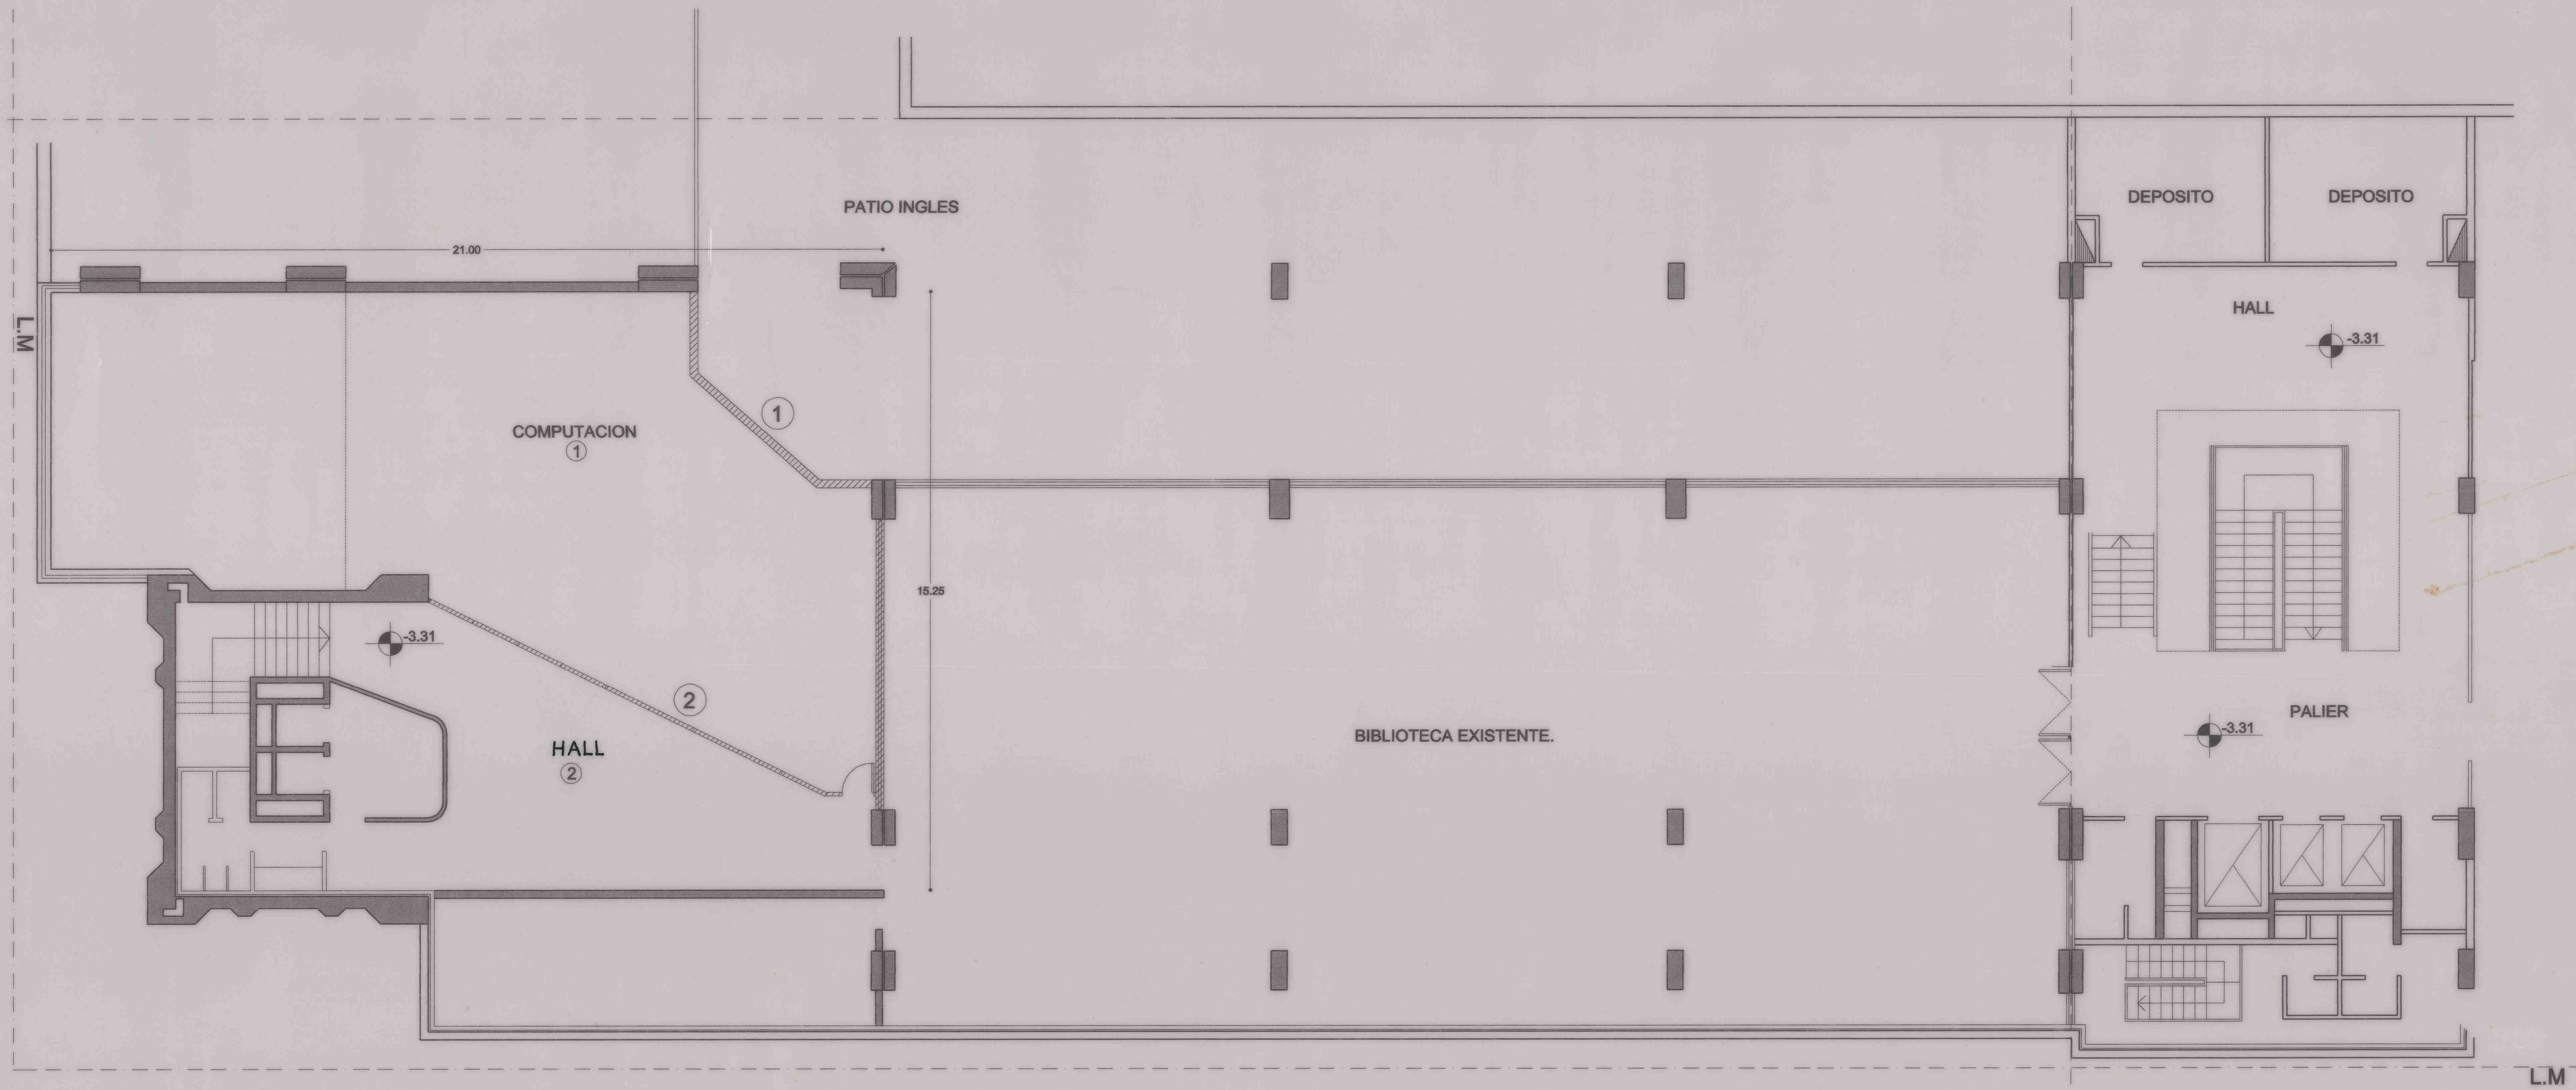 PATIO INGLES
DEPOSITO
DEPOSITO
21.00
HALL
-3.31
L.M
1
COMPUTACION
1
15.25
-3.31
2
PALIER
-3.31
BIBLIOTECA EXISTENTE.
HALL
2
L.M